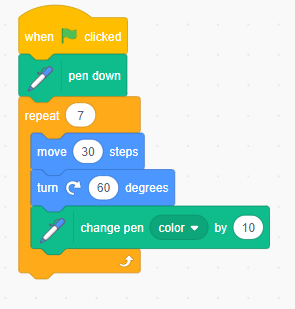 when clicked
pen down
repeat 7
move 30 steps
turn 60 degrees
change pen color by 10